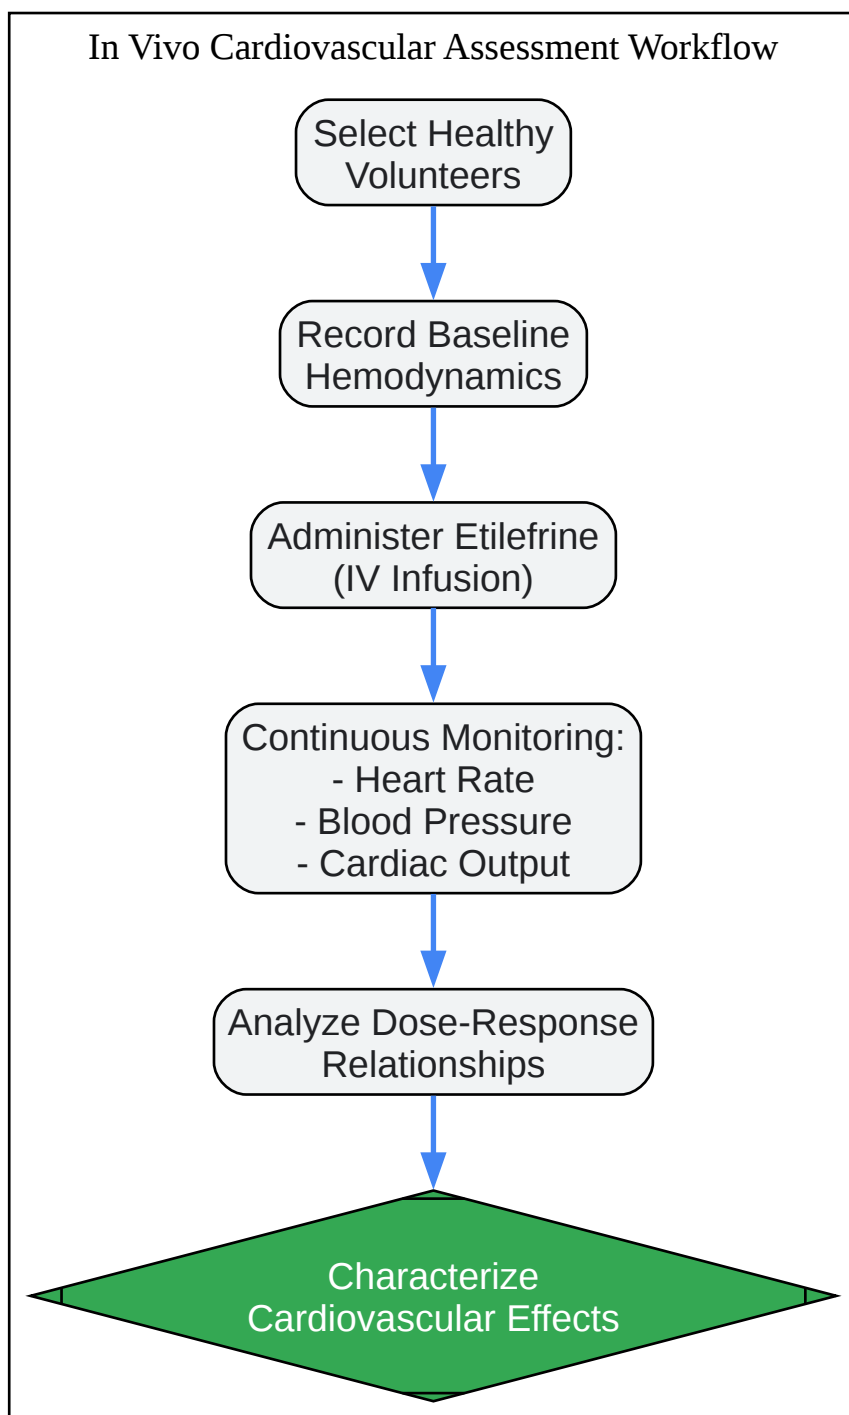 In Vivo Cardiovascular Assessment Workflow
Select Healthy
Volunteers
Record Baseline
Hemodynamics
Administer Etilefrine
(IV Infusion)
Continuous Monitoring:
- Heart Rate
- Blood Pressure
- Cardiac Output
Analyze Dose-Response
Relationships
Characterize
Cardiovascular Effects